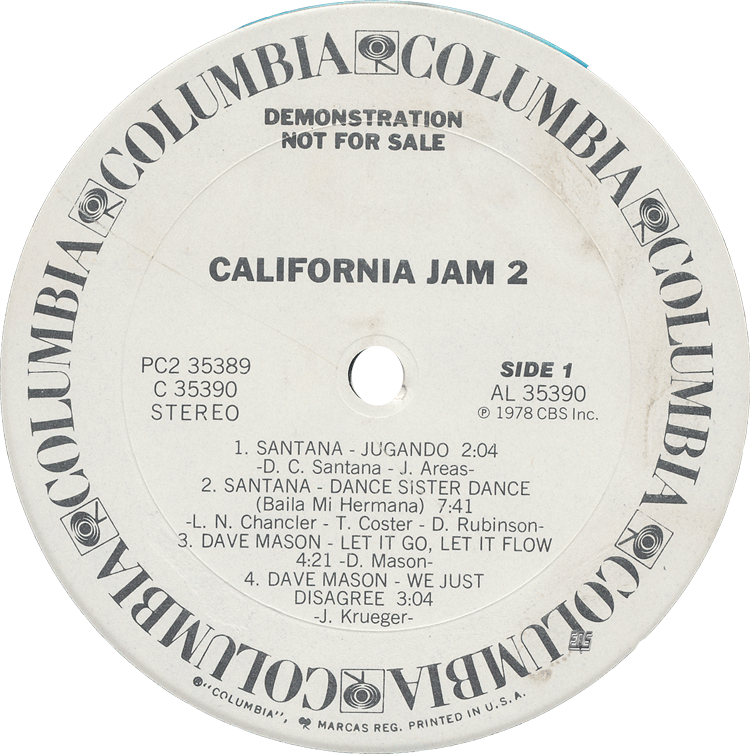 COLUMBIA COLUMBIA COLUMBIA COLUMBIA COLUMBIA COLUMBIA COLUMBIA COLUMBIA
DEMONSTRATION
NOT FOR SALE
CALIFORNIA JAM 2
PC2 35389
C 35390
STEREO
SIDE 1
AL 35390
℗ 1978 CBS Inc.
1. SANTANA - JUGANDO 2:04
-D. C. Santana - J. Areas-
2. SANTANA - DANCE SISTER DANCE
(Baila Mi Hermana) 7:41
-L. N. Chancler - T. Coster - D. Rubinson-
3. DAVE MASON - LET IT GO, LET IT FLOW
4:21 -D. Mason-
4. DAVE MASON - WE JUST
DISAGREE 3:04
-J. Krueger-
® "COLUMBIA", MARCAS REG. PRINTED IN U.S.A.